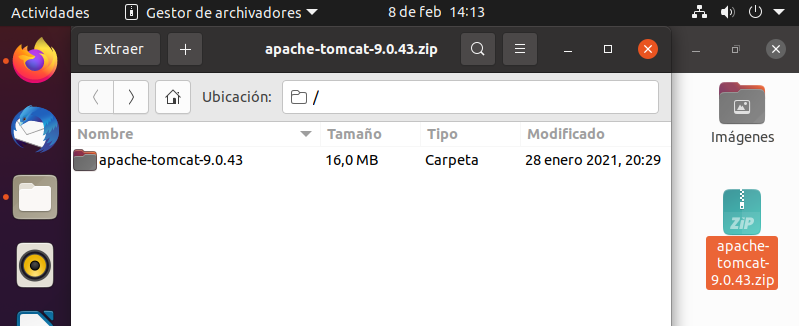 Actividades Gestor de archivadores 8 de feb 14:13
Extraer + apache-tomcat-9.0.43.zip
Ubicación: /
Nombre Tamaño Tipo Modificado
apache-tomcat-9.0.43 16,0 MB Carpeta 28 enero 2021, 20:29
Imágenes
ZiP
apache-
tomcat-
9.0.43.zip